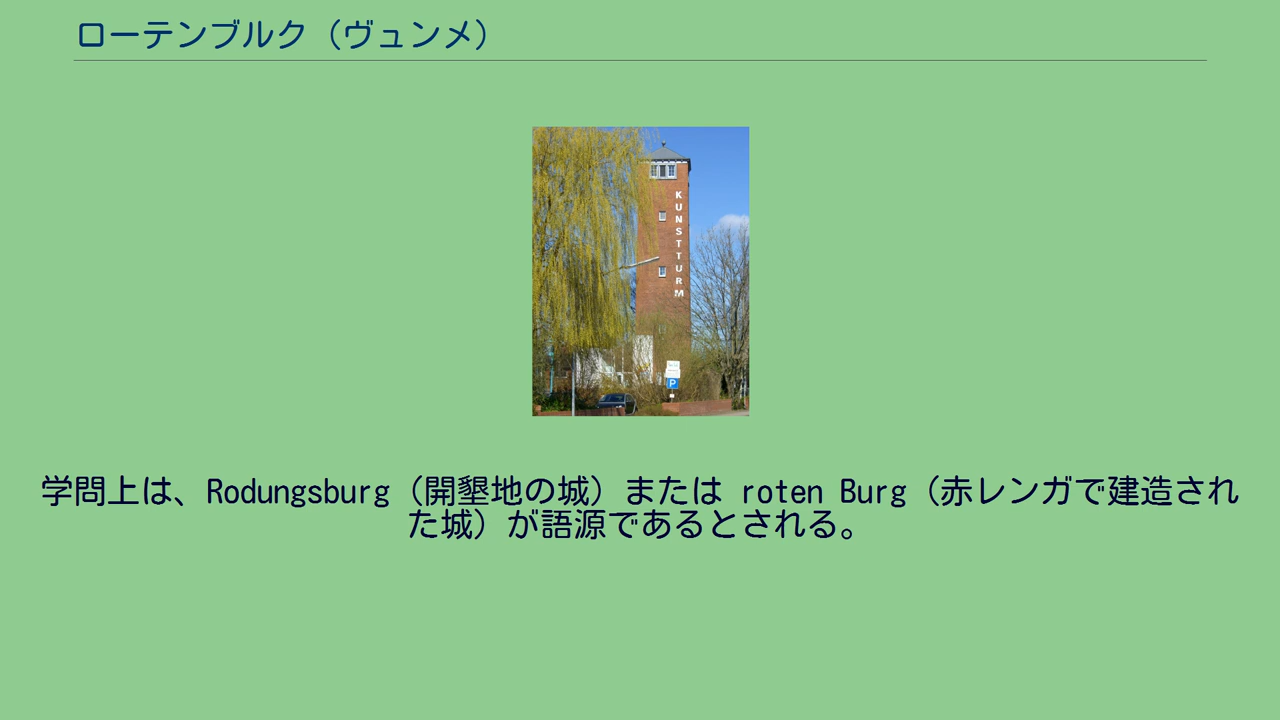 ローテンブルク（ヴュンメ）
KUNSTTURM
P
学問上は、Rodungsburg（開墾地の城）または roten Burg（赤レンガで建造され
た城）が語源であるとされる。